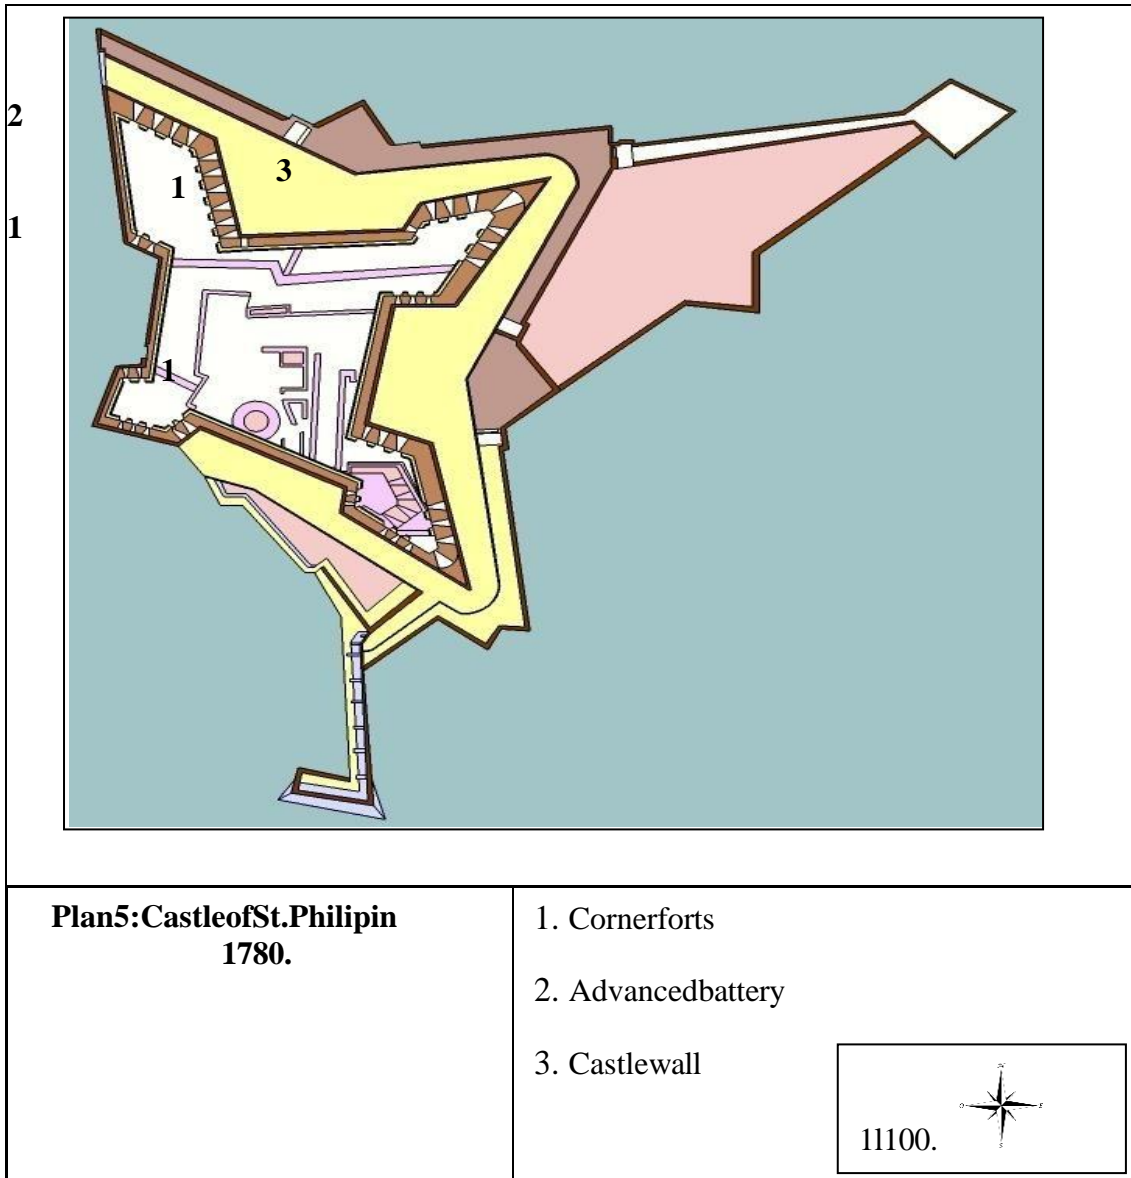 2
1
3
1
1
Plan5:CastleofSt.Philipin
1780.
1. Cornerforts
2. Advancedbattery
3. Castlewall
N
O
E
S
11100.